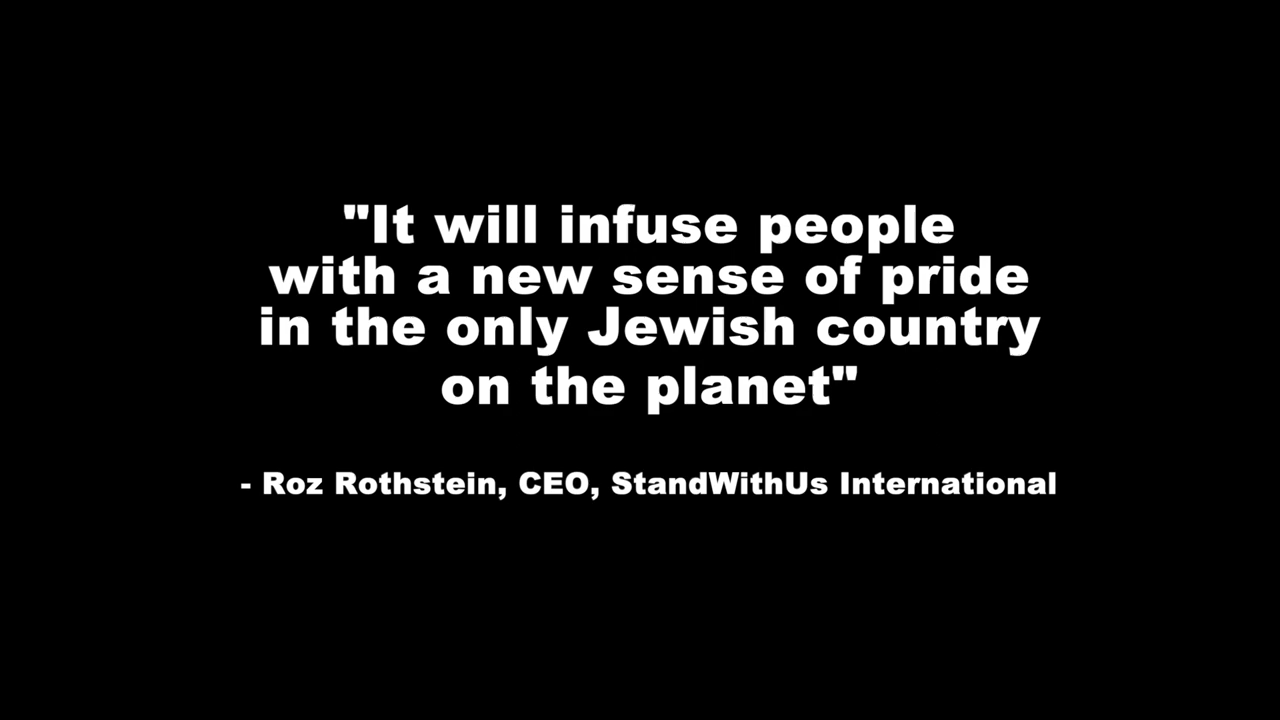 "It will infuse people
with a new sense of pride
in the only Jewish country
on the planet"
- Roz Rothstein, CEO, StandWithUs International